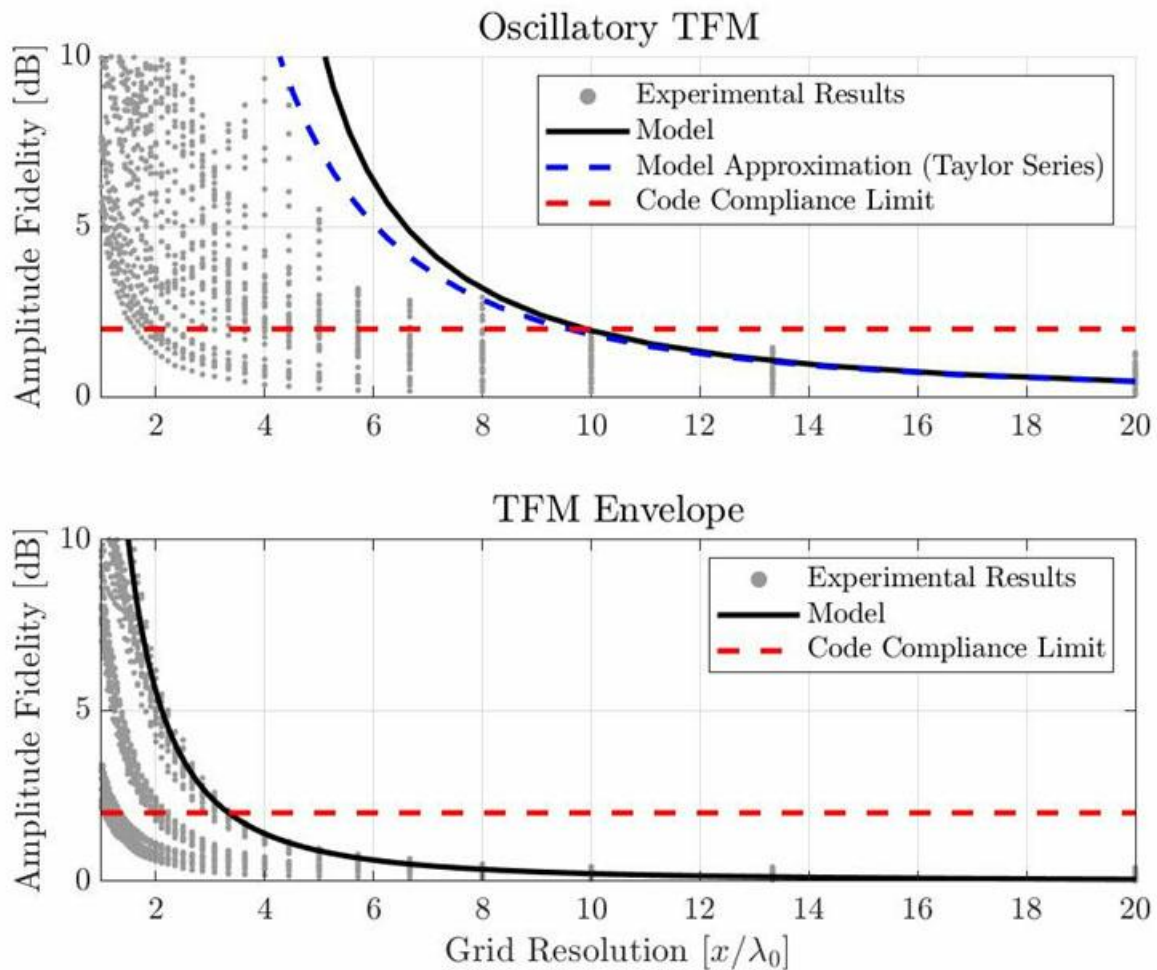 Oscillatory TFM
Amplitude Fidelity [dB]
10
5
0
Experimental Results
Model
Model Approximation (Taylor Series)
Code Compliance Limit
2 4 6 8 10 12 14 16 18 20
TFM Envelope
Amplitude Fidelity [dB]
10
5
0
Experimental Results
Model
Code Compliance Limit
2 4 6 8 10 12 14 16 18 20
Grid Resolution [x/λ₀]